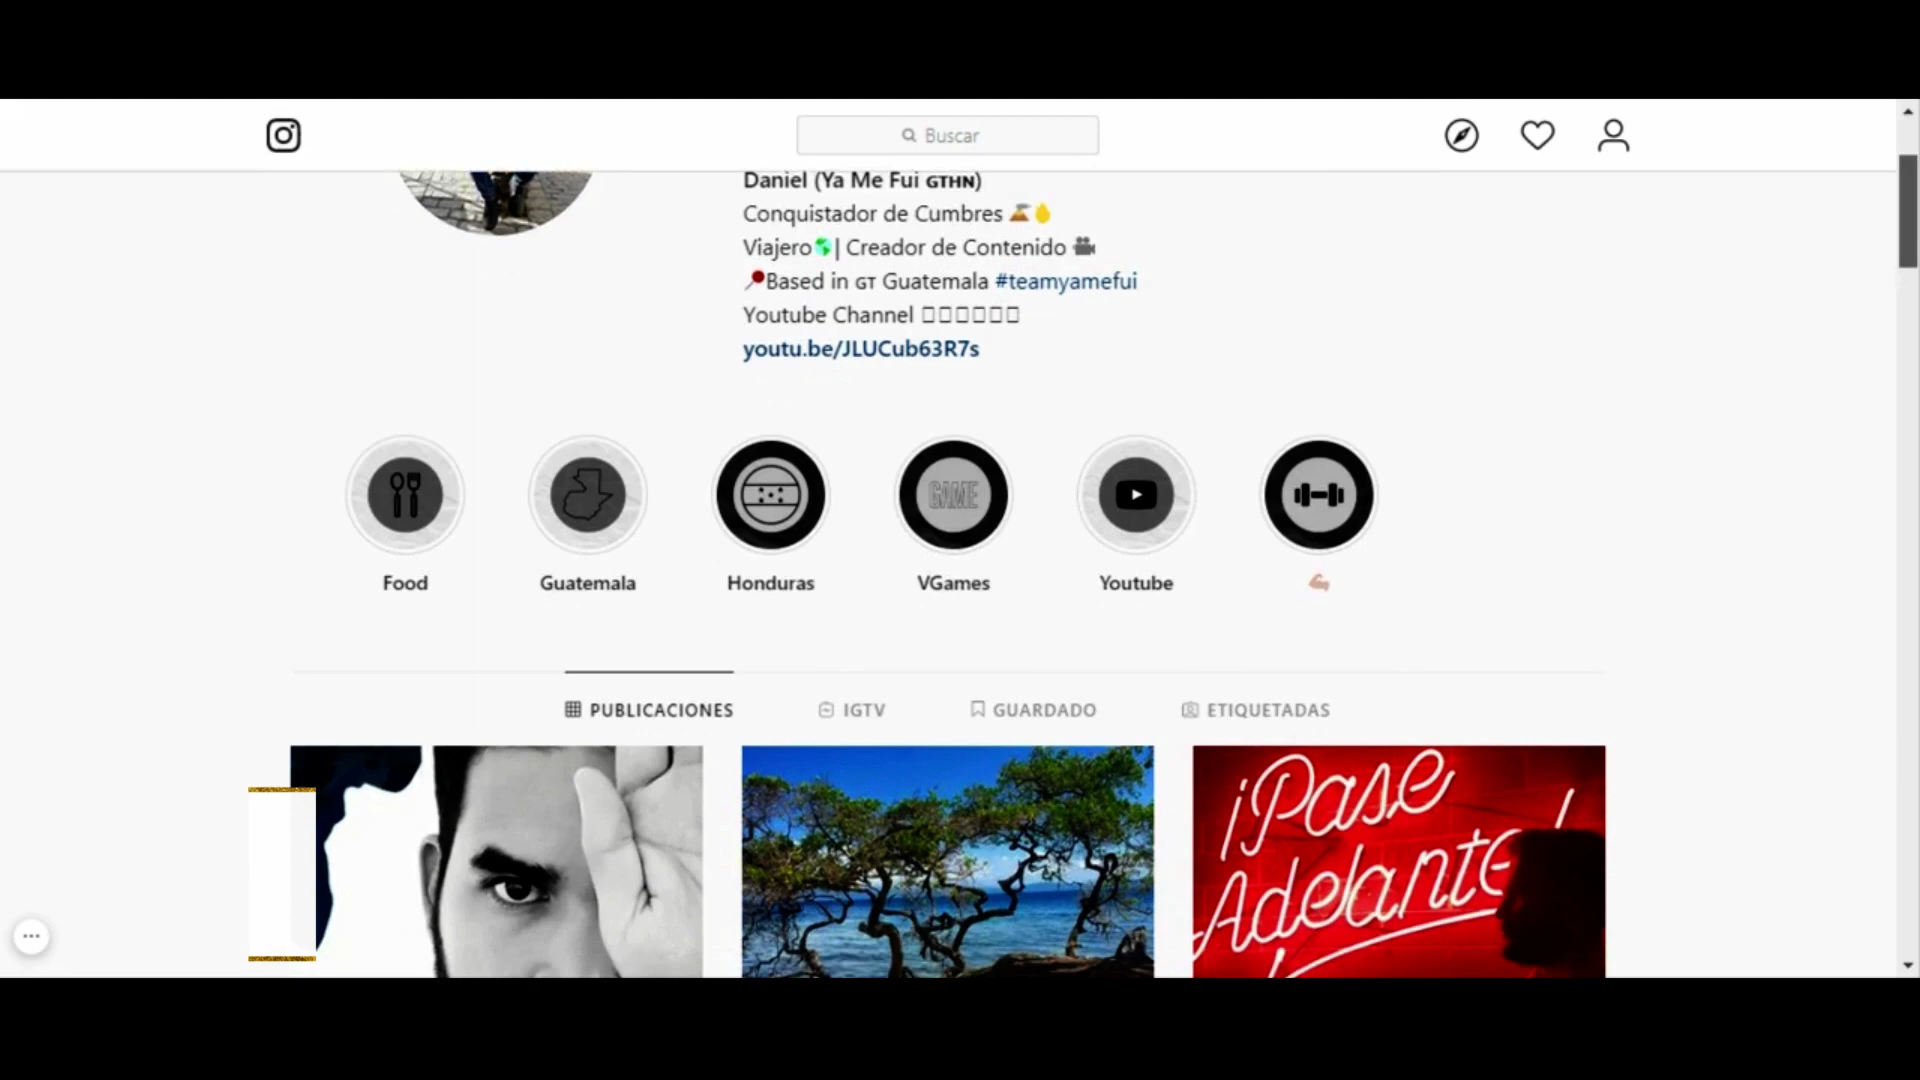 Buscar
Daniel (Ya Me Fui GTHN)
Conquistador de Cumbres 🌋🔥
Viajero🌎| Creador de Contenido 🎥
📍Based in GT Guatemala #teamyamefui
Youtube Channel □□□□□□
youtu.be/JLUCub63R7s
GAME
Food
Guatemala
Honduras
VGames
Youtube
💪🏼
PUBLICACIONES
IGTV
GUARDADO
ETIQUETADAS
¡Pase
Adelante!